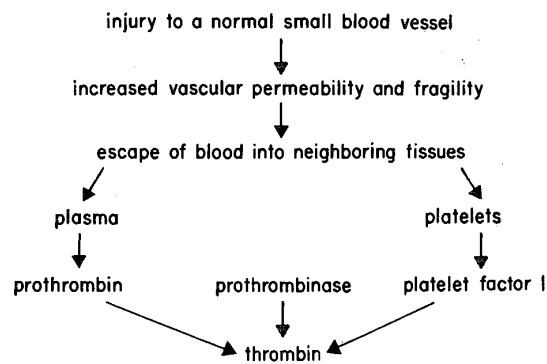 injury to a normal small blood vessel
increased vascular permeability and fragility
escape of blood into neighboring tissues
plasma platelets
prothrombin prothrombinase platelet factor I
thrombin